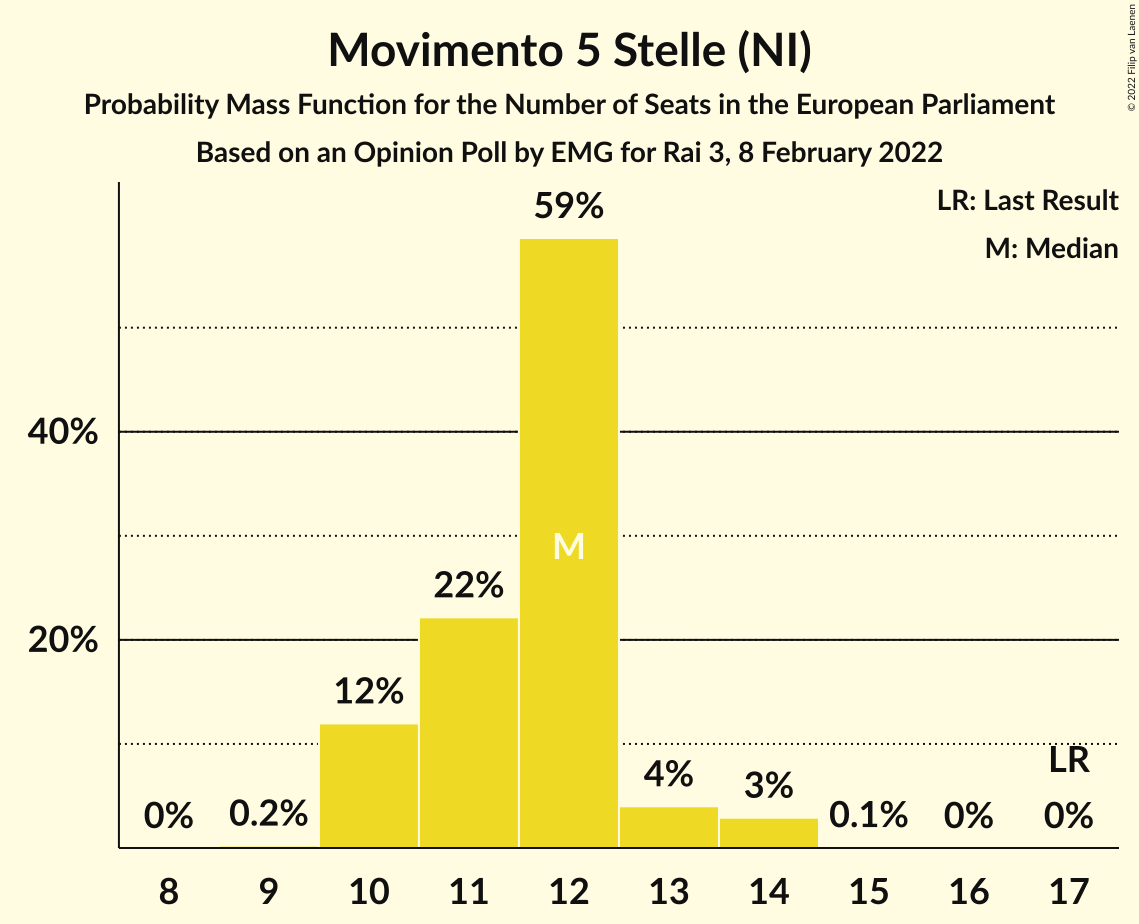 Movimento 5 Stelle (NI)
Probability Mass Function for the Number of Seats in the European Parliament
Based on an Opinion Poll by EMG for Rai 3, 8 February 2022
© 2022 Filip van Laenen
LR: Last Result
M: Median
59%
40%
M
22%
20%
12%
LR
4%
3%
0%
0.2%
0.1%
0%
0%
8 9 10 11 12 13 14 15 16 17